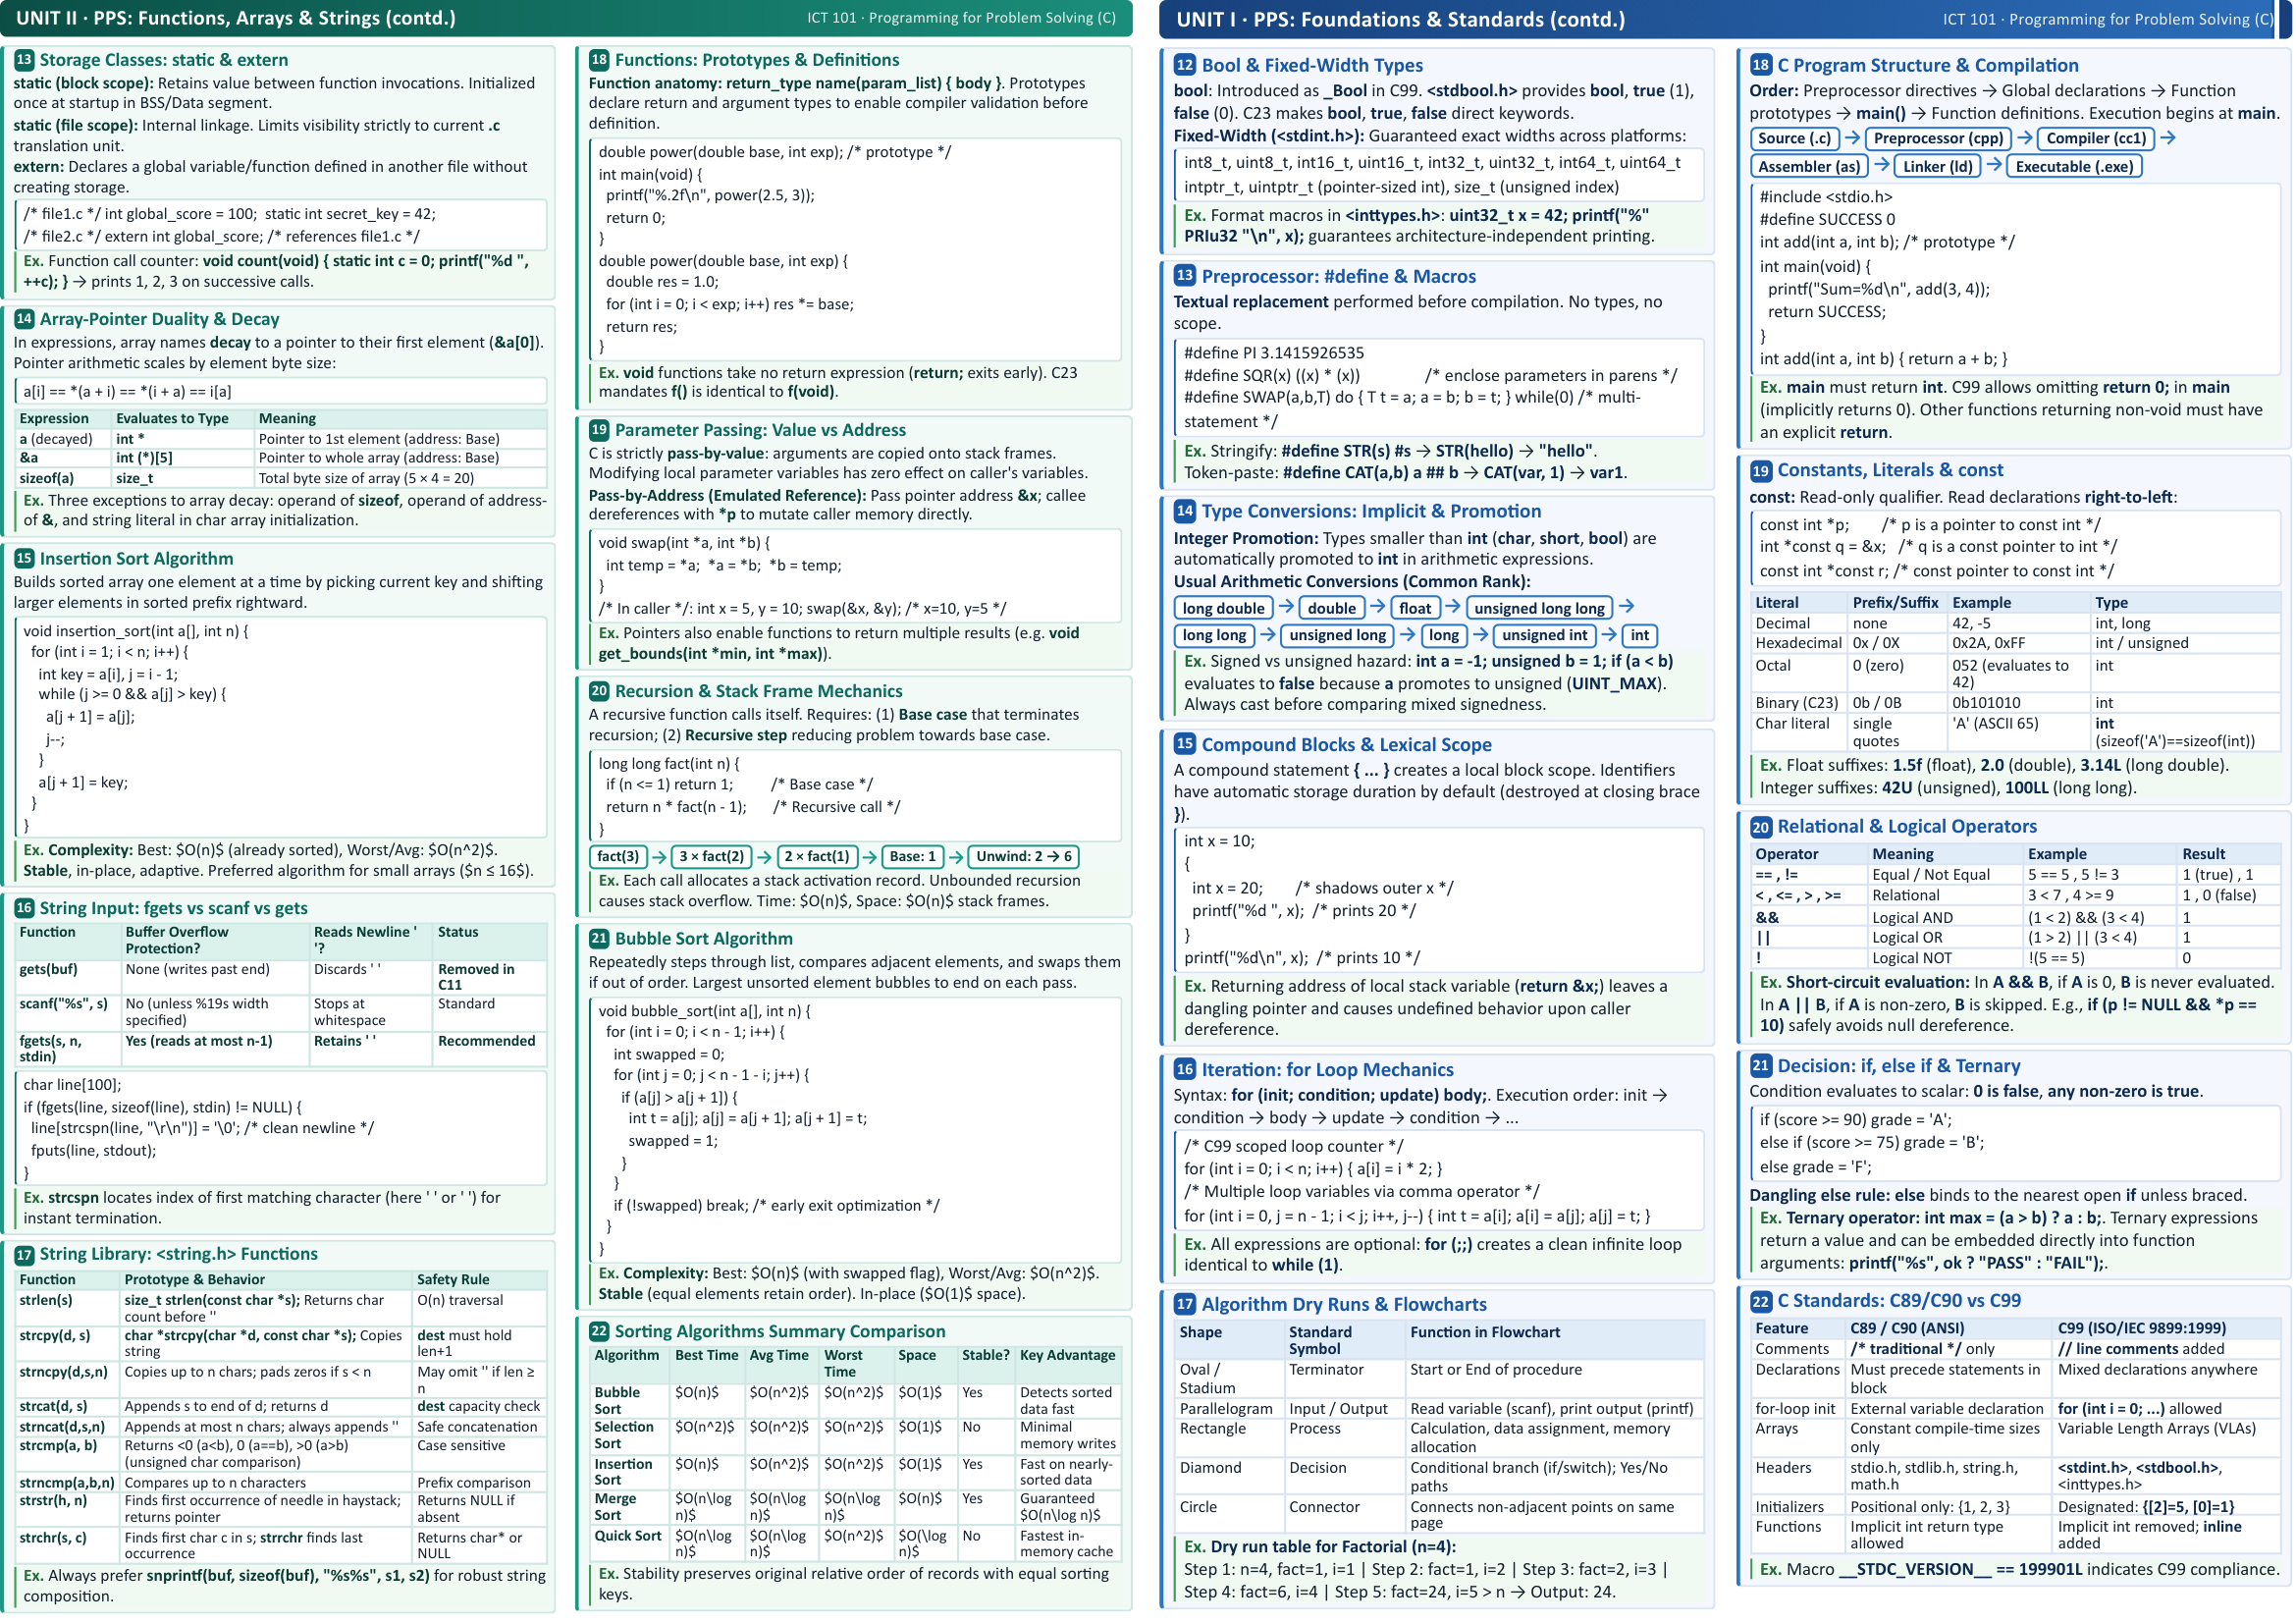 UNIT II · PPS: Functions, Arrays & Strings (contd.)
ICT 101 · Programming for Problem Solving (C)
13 Storage Classes: static & extern
static (block scope): Retains value between function invocations. Initialized
once at startup in BSS/Data segment.
static (file scope): Internal linkage. Limits visibility strictly to current .c
translation unit.
extern: Declares a global variable/function defined in another file without
creating storage.
/* file1.c */ int global_score = 100;  static int secret_key = 42;
/* file2.c */ extern int global_score; /* references file1.c */
Ex. Function call counter: void count(void) { static int c = 0; printf("%d ",
++c); } → prints 1, 2, 3 on successive calls.
14 Array-Pointer Duality & Decay
In expressions, array names decay to a pointer to their first element (&a[0]).
Pointer arithmetic scales by element byte size:
a[i] == *(a + i) == *(i + a) == i[a]
Expression Evaluates to Type Meaning
a (decayed) int * Pointer to 1st element (address: Base)
&a int (*)[5] Pointer to whole array (address: Base)
sizeof(a) size_t Total byte size of array (5 × 4 = 20)
Ex. Three exceptions to array decay: operand of sizeof, operand of address-
of &, and string literal in char array initialization.
15 Insertion Sort Algorithm
Builds sorted array one element at a time by picking current key and shifting
larger elements in sorted prefix rightward.
void insertion_sort(int a[], int n) {
for (int i = 1; i < n; i++) {
int key = a[i], j = i - 1;
while (j >= 0 && a[j] > key) {
a[j + 1] = a[j];
j--;
}
a[j + 1] = key;
}
}
Ex. Complexity: Best: $O(n)$ (already sorted), Worst/Avg: $O(n^2)$.
Stable, in-place, adaptive. Preferred algorithm for small arrays ($n ≤ 16$).
16 String Input: fgets vs scanf vs gets
Function Buffer Overflow Reads Newline ' Status
Protection? '?
gets(buf) None (writes past end) Discards ' ' Removed in
C11
scanf("%s", s) No (unless %19s width Stops at Standard
specified) whitespace
fgets(s, n, Yes (reads at most n-1) Retains ' ' Recommended
stdin)
char line[100];
if (fgets(line, sizeof(line), stdin) != NULL) {
line[strcspn(line, "\r\n")] = '\0'; /* clean newline */
fputs(line, stdout);
}
Ex. strcspn locates index of first matching character (here ' ' or ' ') for
instant termination.
17 String Library: <string.h> Functions
Function Prototype & Behavior Safety Rule
strlen(s) size_t strlen(const char *s); Returns char O(n) traversal
count before ''
strcpy(d, s) char *strcpy(char *d, const char *s); Copies dest must hold
string len+1
strncpy(d,s,n) Copies up to n chars; pads zeros if s < n May omit '' if len ≥
n
strcat(d, s) Appends s to end of d; returns d dest capacity check
strncat(d,s,n) Appends at most n chars; always appends '' Safe concatenation
strcmp(a, b) Returns <0 (a<b), 0 (a==b), >0 (a>b) Case sensitive
(unsigned char comparison)
strncmp(a,b,n) Compares up to n characters Prefix comparison
strstr(h, n) Finds first occurrence of needle in haystack; Returns NULL if
returns pointer absent
strchr(s, c) Finds first char c in s; strrchr finds last Returns char* or
occurrence NULL
Ex. Always prefer snprintf(buf, sizeof(buf), "%s%s", s1, s2) for robust string
composition.
18 Functions: Prototypes & Definitions
Function anatomy: return_type name(param_list) { body }. Prototypes
declare return and argument types to enable compiler validation before
definition.
double power(double base, int exp); /* prototype */
int main(void) {
printf("%.2f\n", power(2.5, 3));
return 0;
}
double power(double base, int exp) {
double res = 1.0;
for (int i = 0; i < exp; i++) res *= base;
return res;
}
Ex. void functions take no return expression (return; exits early). C23
mandates f() is identical to f(void).
19 Parameter Passing: Value vs Address
C is strictly pass-by-value: arguments are copied onto stack frames.
Modifying local parameter variables has zero effect on caller's variables.
Pass-by-Address (Emulated Reference): Pass pointer address &x; callee
dereferences with *p to mutate caller memory directly.
void swap(int *a, int *b) {
int temp = *a;  *a = *b;  *b = temp;
}
/* In caller */: int x = 5, y = 10; swap(&x, &y); /* x=10, y=5 */
Ex. Pointers also enable functions to return multiple results (e.g. void
get_bounds(int *min, int *max)).
20 Recursion & Stack Frame Mechanics
A recursive function calls itself. Requires: (1) Base case that terminates
recursion; (2) Recursive step reducing problem towards base case.
long long fact(int n) {
if (n <= 1) return 1; /* Base case */
return n * fact(n - 1); /* Recursive call */
}
fact(3) → 3 × fact(2) → 2 × fact(1) → Base: 1 → Unwind: 2 → 6
Ex. Each call allocates a stack activation record. Unbounded recursion
causes stack overflow. Time: $O(n)$, Space: $O(n)$ stack frames.
21 Bubble Sort Algorithm
Repeatedly steps through list, compares adjacent elements, and swaps them
if out of order. Largest unsorted element bubbles to end on each pass.
void bubble_sort(int a[], int n) {
for (int i = 0; i < n - 1; i++) {
int swapped = 0;
for (int j = 0; j < n - 1 - i; j++) {
if (a[j] > a[j + 1]) {
int t = a[j]; a[j] = a[j + 1]; a[j + 1] = t;
swapped = 1;
}
}
if (!swapped) break; /* early exit optimization */
}
}
Ex. Complexity: Best: $O(n)$ (with swapped flag), Worst/Avg: $O(n^2)$.
Stable (equal elements retain order). In-place ($O(1)$ space).
22 Sorting Algorithms Summary Comparison
Algorithm Best Time Avg Time Worst Space Stable? Key Advantage
Time
Bubble $O(n)$ $O(n^2)$ $O(n^2)$ $O(1)$ Yes Detects sorted
Sort data fast
Selection $O(n^2)$ $O(n^2)$ $O(n^2)$ $O(1)$ No Minimal
Sort memory writes
Insertion $O(n)$ $O(n^2)$ $O(n^2)$ $O(1)$ Yes Fast on nearly-
Sort sorted data
Merge $O(n\log $O(n\log $O(n\log $O(n)$ Yes Guaranteed
Sort n)$ n)$ n)$ $O(n\log n)$
Quick Sort $O(n\log $O(n\log $O(n^2)$ $O(\log No Fastest in-
n)$ n)$ n)$ memory cache
Ex. Stability preserves original relative order of records with equal sorting
keys.
UNIT I · PPS: Foundations & Standards (contd.)
ICT 101 · Programming for Problem Solving (C)
12 Bool & Fixed-Width Types
bool: Introduced as _Bool in C99. <stdbool.h> provides bool, true (1),
false (0). C23 makes bool, true, false direct keywords.
Fixed-Width (<stdint.h>): Guaranteed exact widths across platforms:
int8_t, uint8_t, int16_t, uint16_t, int32_t, uint32_t, int64_t, uint64_t
intptr_t, uintptr_t (pointer-sized int), size_t (unsigned index)
Ex. Format macros in <inttypes.h>: uint32_t x = 42; printf("%"
PRIu32 "\n", x); guarantees architecture-independent printing.
13 Preprocessor: #define & Macros
Textual replacement performed before compilation. No types, no
scope.
#define PI 3.1415926535
#define SQR(x) ((x) * (x)) /* enclose parameters in parens */
#define SWAP(a,b,T) do { T t = a; a = b; b = t; } while(0) /* multi-
statement */
Ex. Stringify: #define STR(s) #s → STR(hello) → "hello".
Token-paste: #define CAT(a,b) a ## b → CAT(var, 1) → var1.
14 Type Conversions: Implicit & Promotion
Integer Promotion: Types smaller than int (char, short, bool) are
automatically promoted to int in arithmetic expressions.
Usual Arithmetic Conversions (Common Rank):
long double → double → float → unsigned long long →
long long → unsigned long → long → unsigned int → int
Ex. Signed vs unsigned hazard: int a = -1; unsigned b = 1; if (a < b)
evaluates to false because a promotes to unsigned (UINT_MAX).
Always cast before comparing mixed signedness.
15 Compound Blocks & Lexical Scope
A compound statement { ... } creates a local block scope. Identifiers
have automatic storage duration by default (destroyed at closing brace
}).
int x = 10;
{
int x = 20; /* shadows outer x */
printf("%d ", x);  /* prints 20 */
}
printf("%d\n", x);  /* prints 10 */
Ex. Returning address of local stack variable (return &x;) leaves a
dangling pointer and causes undefined behavior upon caller
dereference.
16 Iteration: for Loop Mechanics
Syntax: for (init; condition; update) body;. Execution order: init →
condition → body → update → condition → ...
/* C99 scoped loop counter */
for (int i = 0; i < n; i++) { a[i] = i * 2; }
/* Multiple loop variables via comma operator */
for (int i = 0, j = n - 1; i < j; i++, j--) { int t = a[i]; a[i] = a[j]; a[j] = t; }
Ex. All expressions are optional: for (;;) creates a clean infinite loop
identical to while (1).
17 Algorithm Dry Runs & Flowcharts
Shape Standard Function in Flowchart
Symbol
Oval / Terminator Start or End of procedure
Stadium
Parallelogram Input / Output Read variable (scanf), print output (printf)
Rectangle Process Calculation, data assignment, memory
allocation
Diamond Decision Conditional branch (if/switch); Yes/No
paths
Circle Connector Connects non-adjacent points on same
page
Ex. Dry run table for Factorial (n=4):
Step 1: n=4, fact=1, i=1 | Step 2: fact=1, i=2 | Step 3: fact=2, i=3 |
Step 4: fact=6, i=4 | Step 5: fact=24, i=5 > n → Output: 24.
18 C Program Structure & Compilation
Order: Preprocessor directives → Global declarations → Function
prototypes → main() → Function definitions. Execution begins at main.
Source (.c) → Preprocessor (cpp) → Compiler (cc1) →
Assembler (as) → Linker (ld) → Executable (.exe)
#include <stdio.h>
#define SUCCESS 0
int add(int a, int b); /* prototype */
int main(void) {
printf("Sum=%d\n", add(3, 4));
return SUCCESS;
}
int add(int a, int b) { return a + b; }
Ex. main must return int. C99 allows omitting return 0; in main
(implicitly returns 0). Other functions returning non-void must have
an explicit return.
19 Constants, Literals & const
const: Read-only qualifier. Read declarations right-to-left:
const int *p; /* p is a pointer to const int */
int *const q = &x; /* q is a const pointer to int */
const int *const r; /* const pointer to const int */
Literal Prefix/Suffix Example Type
Decimal none 42, -5 int, long
Hexadecimal 0x / 0X 0x2A, 0xFF int / unsigned
Octal 0 (zero) 052 (evaluates to int
42)
Binary (C23) 0b / 0B 0b101010 int
Char literal single 'A' (ASCII 65) int
quotes (sizeof('A')==sizeof(int))
Ex. Float suffixes: 1.5f (float), 2.0 (double), 3.14L (long double).
Integer suffixes: 42U (unsigned), 100LL (long long).
20 Relational & Logical Operators
Operator Meaning Example Result
== , != Equal / Not Equal 5 == 5 , 5 != 3 1 (true) , 1
< , <= , > , >= Relational 3 < 7 , 4 >= 9 1 , 0 (false)
&& Logical AND (1 < 2) && (3 < 4) 1
|| Logical OR (1 > 2) || (3 < 4) 1
! Logical NOT !(5 == 5) 0
Ex. Short-circuit evaluation: In A && B, if A is 0, B is never evaluated.
In A || B, if A is non-zero, B is skipped. E.g., if (p != NULL && *p ==
10) safely avoids null dereference.
21 Decision: if, else if & Ternary
Condition evaluates to scalar: 0 is false, any non-zero is true.
if (score >= 90) grade = 'A';
else if (score >= 75) grade = 'B';
else grade = 'F';
Dangling else rule: else binds to the nearest open if unless braced.
Ex. Ternary operator: int max = (a > b) ? a : b;. Ternary expressions
return a value and can be embedded directly into function
arguments: printf("%s", ok ? "PASS" : "FAIL");.
22 C Standards: C89/C90 vs C99
Feature C89 / C90 (ANSI) C99 (ISO/IEC 9899:1999)
Comments /* traditional */ only // line comments added
Declarations Must precede statements in Mixed declarations anywhere
block
for-loop init External variable declaration for (int i = 0; ...) allowed
Arrays Constant compile-time sizes Variable Length Arrays (VLAs)
only
Headers stdio.h, stdlib.h, string.h, <stdint.h>, <stdbool.h>,
math.h <inttypes.h>
Initializers Positional only: {1, 2, 3} Designated: {[2]=5, [0]=1}
Functions Implicit int return type Implicit int removed; inline
allowed added
Ex. Macro __STDC_VERSION__ == 199901L indicates C99 compliance.